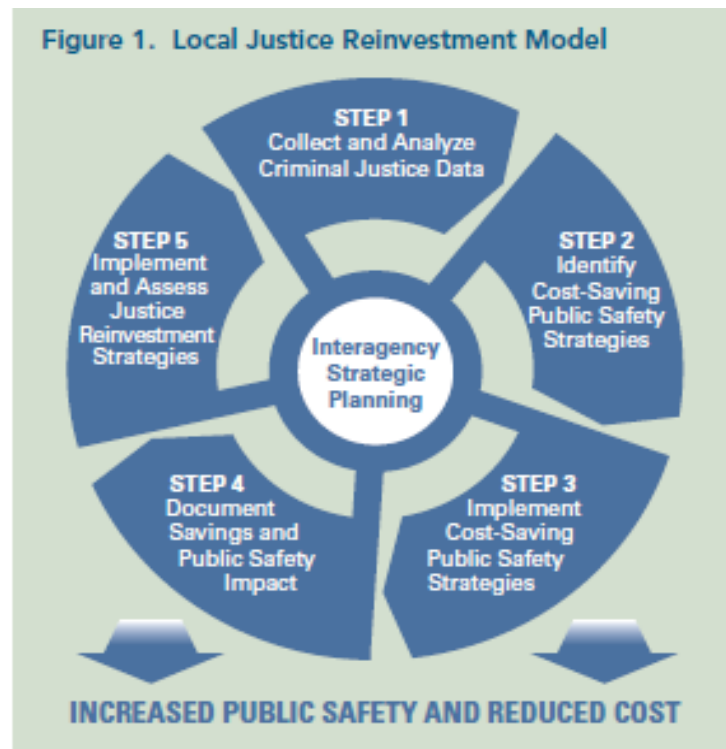 Figure 1. Local Justice Reinvestment Model
STEP 1
Collect and Analyze
Criminal Justice Data
STEP 2
Identify
Cost-Saving
Public Safety
Strategies
STEP 3
Implement
Cost-Saving
Public Safety
Strategies
STEP 4
Document
Savings and
Public Safety
Impact
STEP 5
Implement
and Assess
Justice
Reinvestment
Strategies
Interagency
Strategic
Planning
INCREASED PUBLIC SAFETY AND REDUCED COST